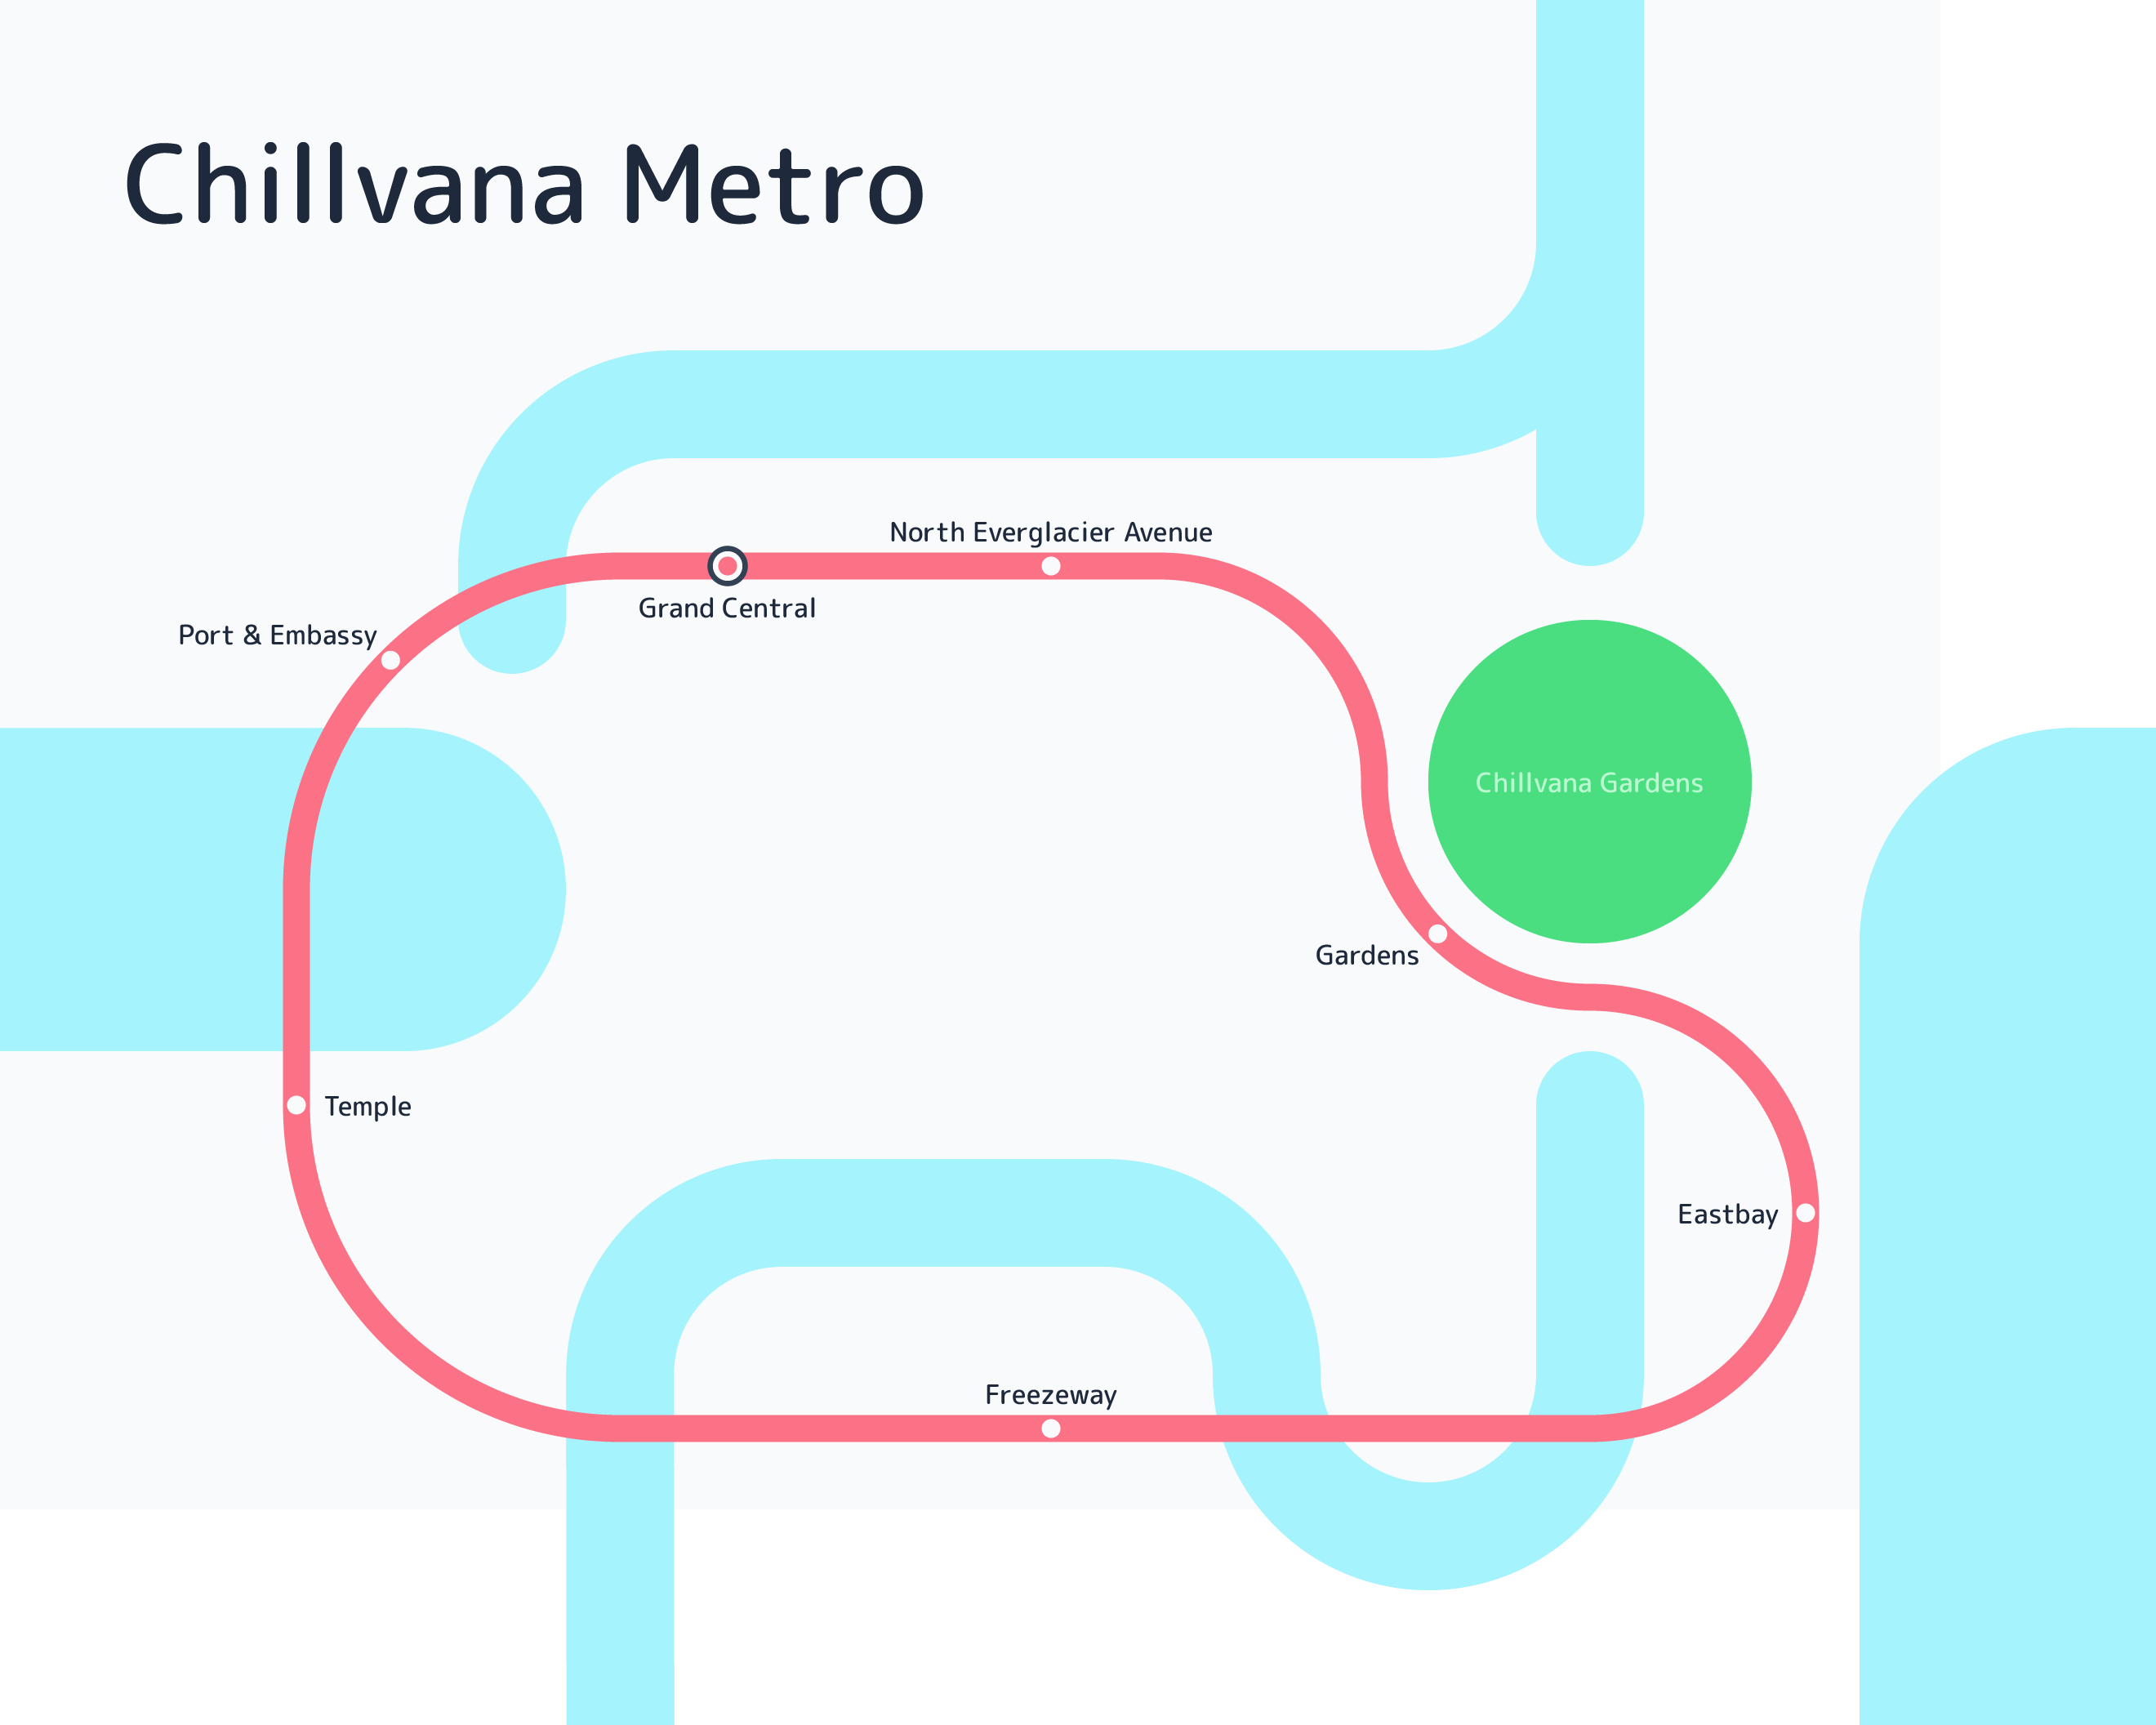 Chillvana Metro
North Everglacier Avenue
Grand Central
Port & Embassy
Chillvana Gardens
Gardens
Temple
Eastbay
Freezeway